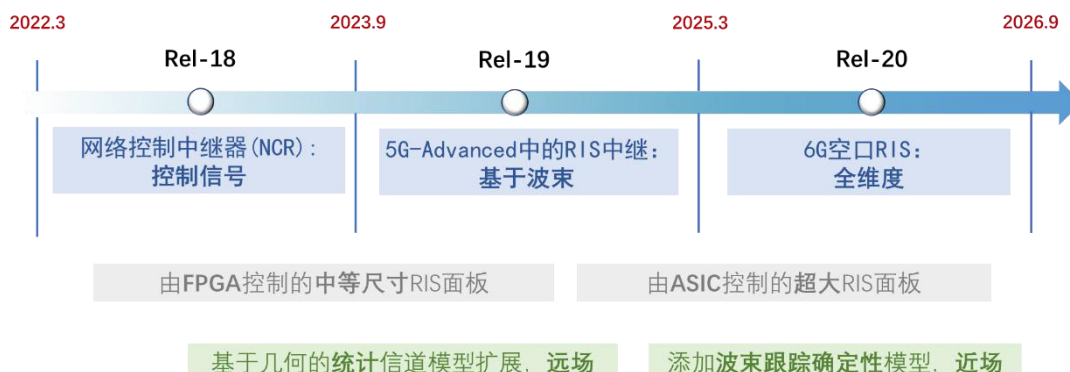 2022.3 2023.9 2025.3 2026.9
Rel-18 Rel-19 Rel-20
网络控制中继器(NCR):
控制信号
5G-Advanced中的RIS中继:
基于波束
6G空口RIS:
全维度
由FPGA控制的中等尺寸RIS面板
由ASIC控制的超大RIS面板
基于几何的统计信道模型扩展，远场
添加波束跟踪确定性模型，近场